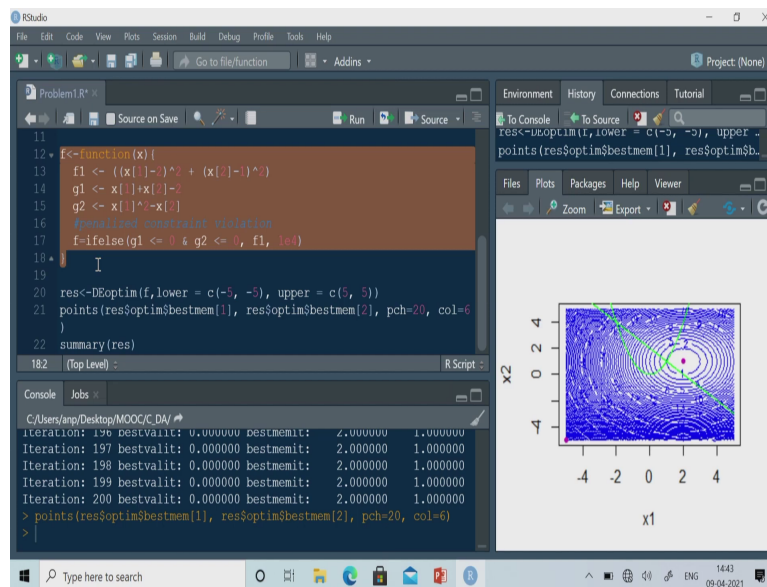 RStudio
File Edit Code View Plots Session Build Debug Profile Tools Help
Go to file/function
Addins
Project: (None)
Problem1.R*
Source on Save
Run
Source
11
12 f<-function(x){
13 f1 <- ((x[1]-2)^2 + (x[2]-1)^2)
14 g1 <- x[1]+x[2]-2
15 g2 <- x[1]^2-x[2]
16 #penalized constraint violation
17 f=ifelse(g1 <= 0 & g2 <= 0, f1, 1e4)
18 }
19
20 res<-DEoptim(f,lower = c(-5, -5), upper = c(5, 5))
21 points(res$optim$bestmem[1], res$optim$bestmem[2], pch=20, col=6
)
22 summary(res)
18:2 (Top Level) R Script
Console Jobs
C:/Users/anp/Desktop/MOOC/C_DA/
Iteration: 196 bestvalit: 0.000000 bestmemit: 2.000000 1.000000
Iteration: 197 bestvalit: 0.000000 bestmemit: 2.000000 1.000000
Iteration: 198 bestvalit: 0.000000 bestmemit: 2.000000 1.000000
Iteration: 199 bestvalit: 0.000000 bestmemit: 2.000000 1.000000
Iteration: 200 bestvalit: 0.000000 bestmemit: 2.000000 1.000000
> points(res$optim$bestmem[1], res$optim$bestmem[2], pch=20, col=6)
>
Environment History Connections Tutorial
To Console To Source
res<-DEoptim(f,lower = c(-5, -5), upper ..
points(res$optim$bestmem[1], res$optim$b..
Files Plots Packages Help Viewer
Zoom Export
x2
4
2
0
-4
-4 -2 0 2 4
x1
Type here to search
ENG
14:43
09-04-2021